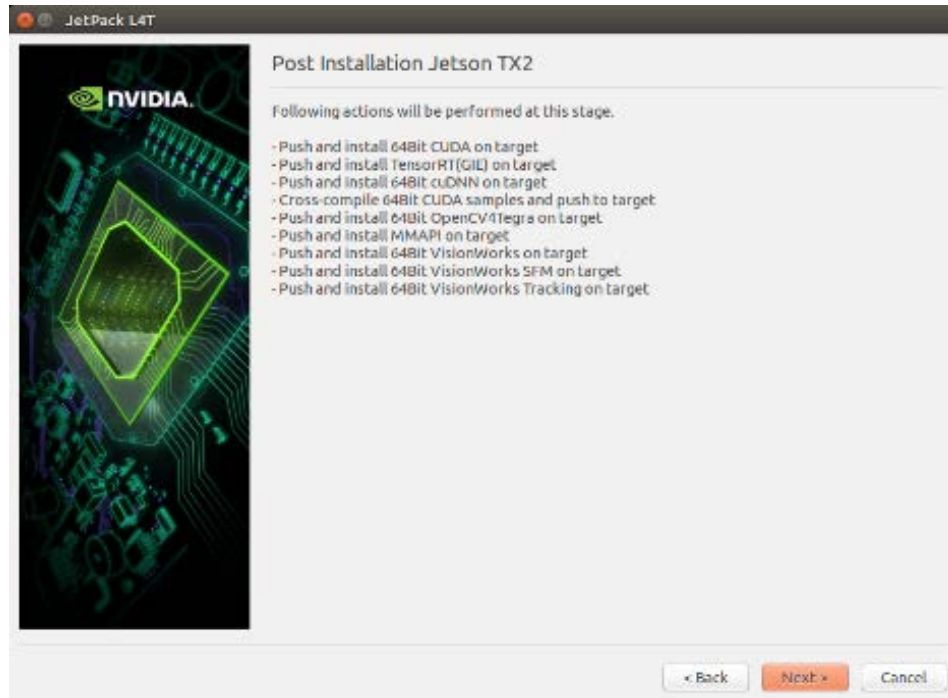 JetPack L4T
NVIDIA.
Post Installation Jetson TX2
Following actions will be performed at this stage.
- Push and install 64Bit CUDA on target
- Push and install TensorRT(GIE) on target
- Push and install 64Bit cuDNN on target
- Cross-compile 64Bit CUDA samples and push to target
- Push and install 64Bit OpenCV4Tegra on target
- Push and install MMAPI on target
- Push and install 64Bit VisionWorks on target
- Push and install 64Bit VisionWorks SFM on target
- Push and install 64Bit VisionWorks Tracking on target
< Back
Next >
Cancel